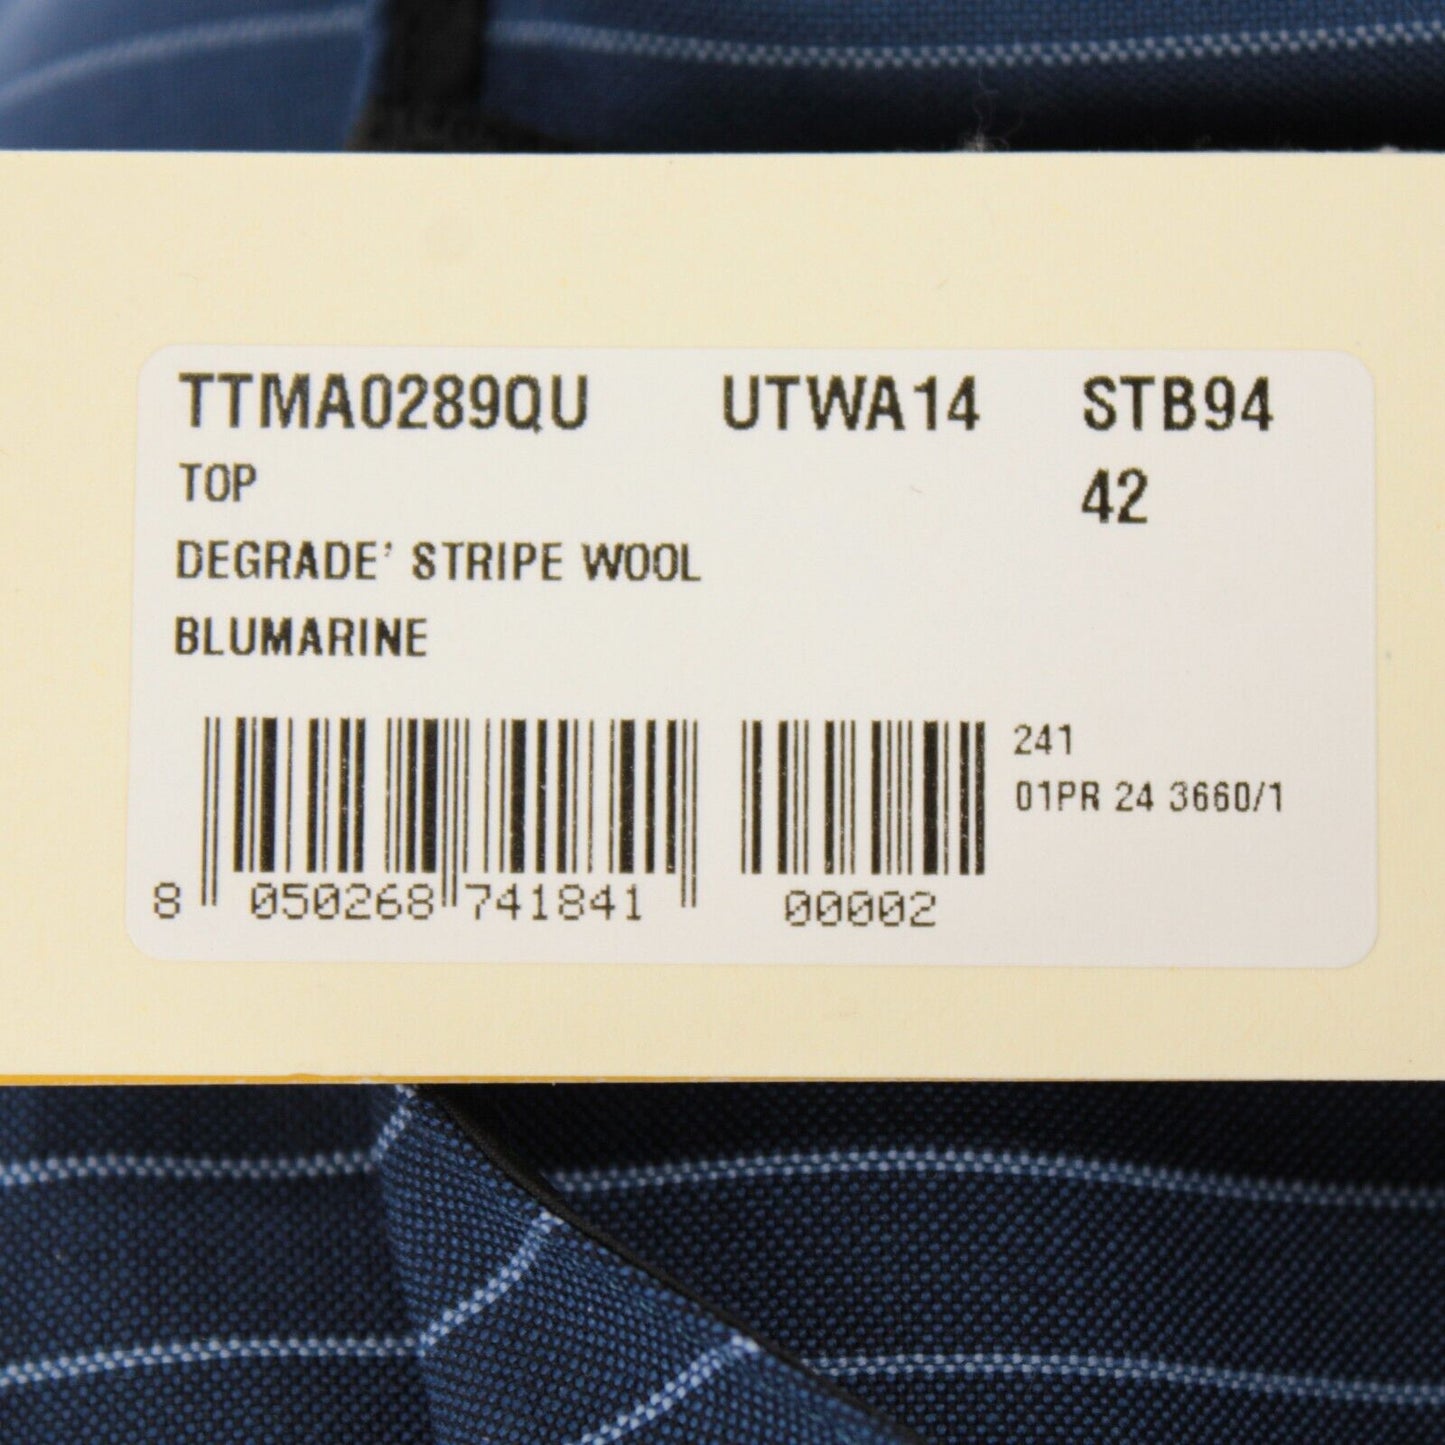 TTMA0289QU UTWA14 STB94
TOP 42
DEGRADE' STRIPE WOOL
BLUMARINE
241
01PR 24 3660/1
8 050268 741841 00002